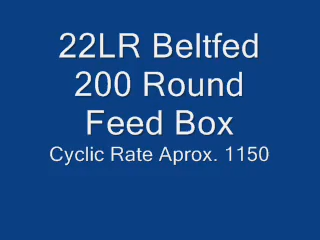 22LR Beltfed
200 Round
Feed Box
Cyclic Rate Aprox. 1150